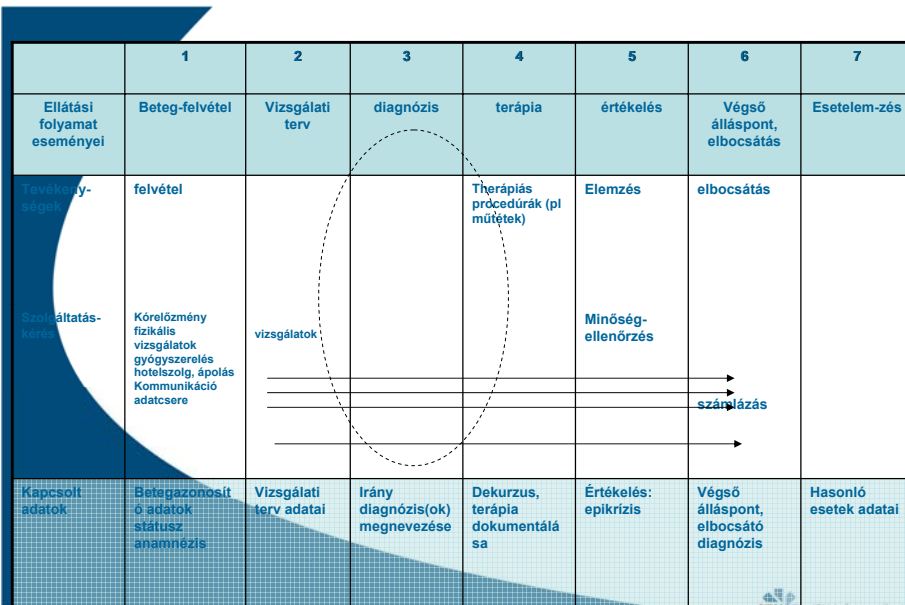 1 2 3 4 5 6 7
Ellátási
folyamat
eseményei
Beteg-felvétel
Vizsgálati
terv
diagnózis
terápia
értékelés
Végső
álláspont,
elbocsátás
Esetelem-zés
Tevékeny-
ségek
felvétel
Therápiás
procedúrák (pl
műtétek)
Elemzés
elbocsátás
Szolgáltatás-
kérés
Kórelőzmény
fizikális
vizsgálatok
gyógyszerelés
hotelszolg, ápolás
Kommunikáció
adatcsere
vizsgálatok
Minőség-
ellenőrzés
számlázás
Kapcsolt
adatok
Betegazonosít
ó adatok
státusz
anamnézis
Vizsgálati
terv adatai
Irány
diagnózis(ok)
megnevezése
Dekurzus,
terápia
dokumentálá
sa
Értékelés:
epikrízis
Végső
álláspont,
elbocsátó
diagnózis
Hasonló
esetek adatai